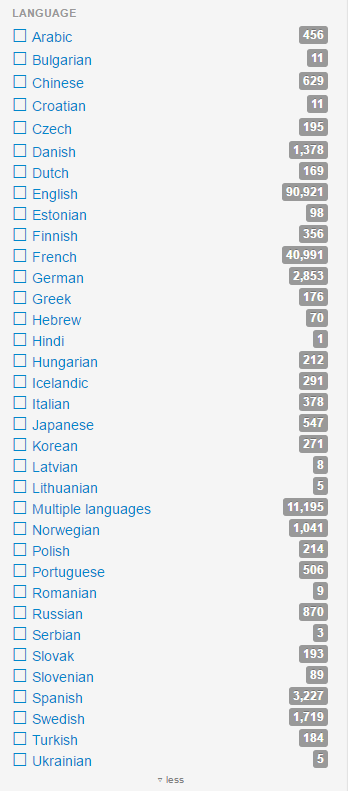 LANGUAGE
Arabic 456
Bulgarian 11
Chinese 629
Croatian 11
Czech 195
Danish 1,378
Dutch 169
English 90,921
Estonian 98
Finnish 356
French 40,991
German 2,853
Greek 176
Hebrew 70
Hindi 1
Hungarian 212
Icelandic 291
Italian 378
Japanese 547
Korean 271
Latvian 8
Lithuanian 5
Multiple languages 11,195
Norwegian 1,041
Polish 214
Portuguese 506
Romanian 9
Russian 870
Serbian 3
Slovak 193
Slovenian 89
Spanish 3,227
Swedish 1,719
Turkish 184
Ukrainian 5
less